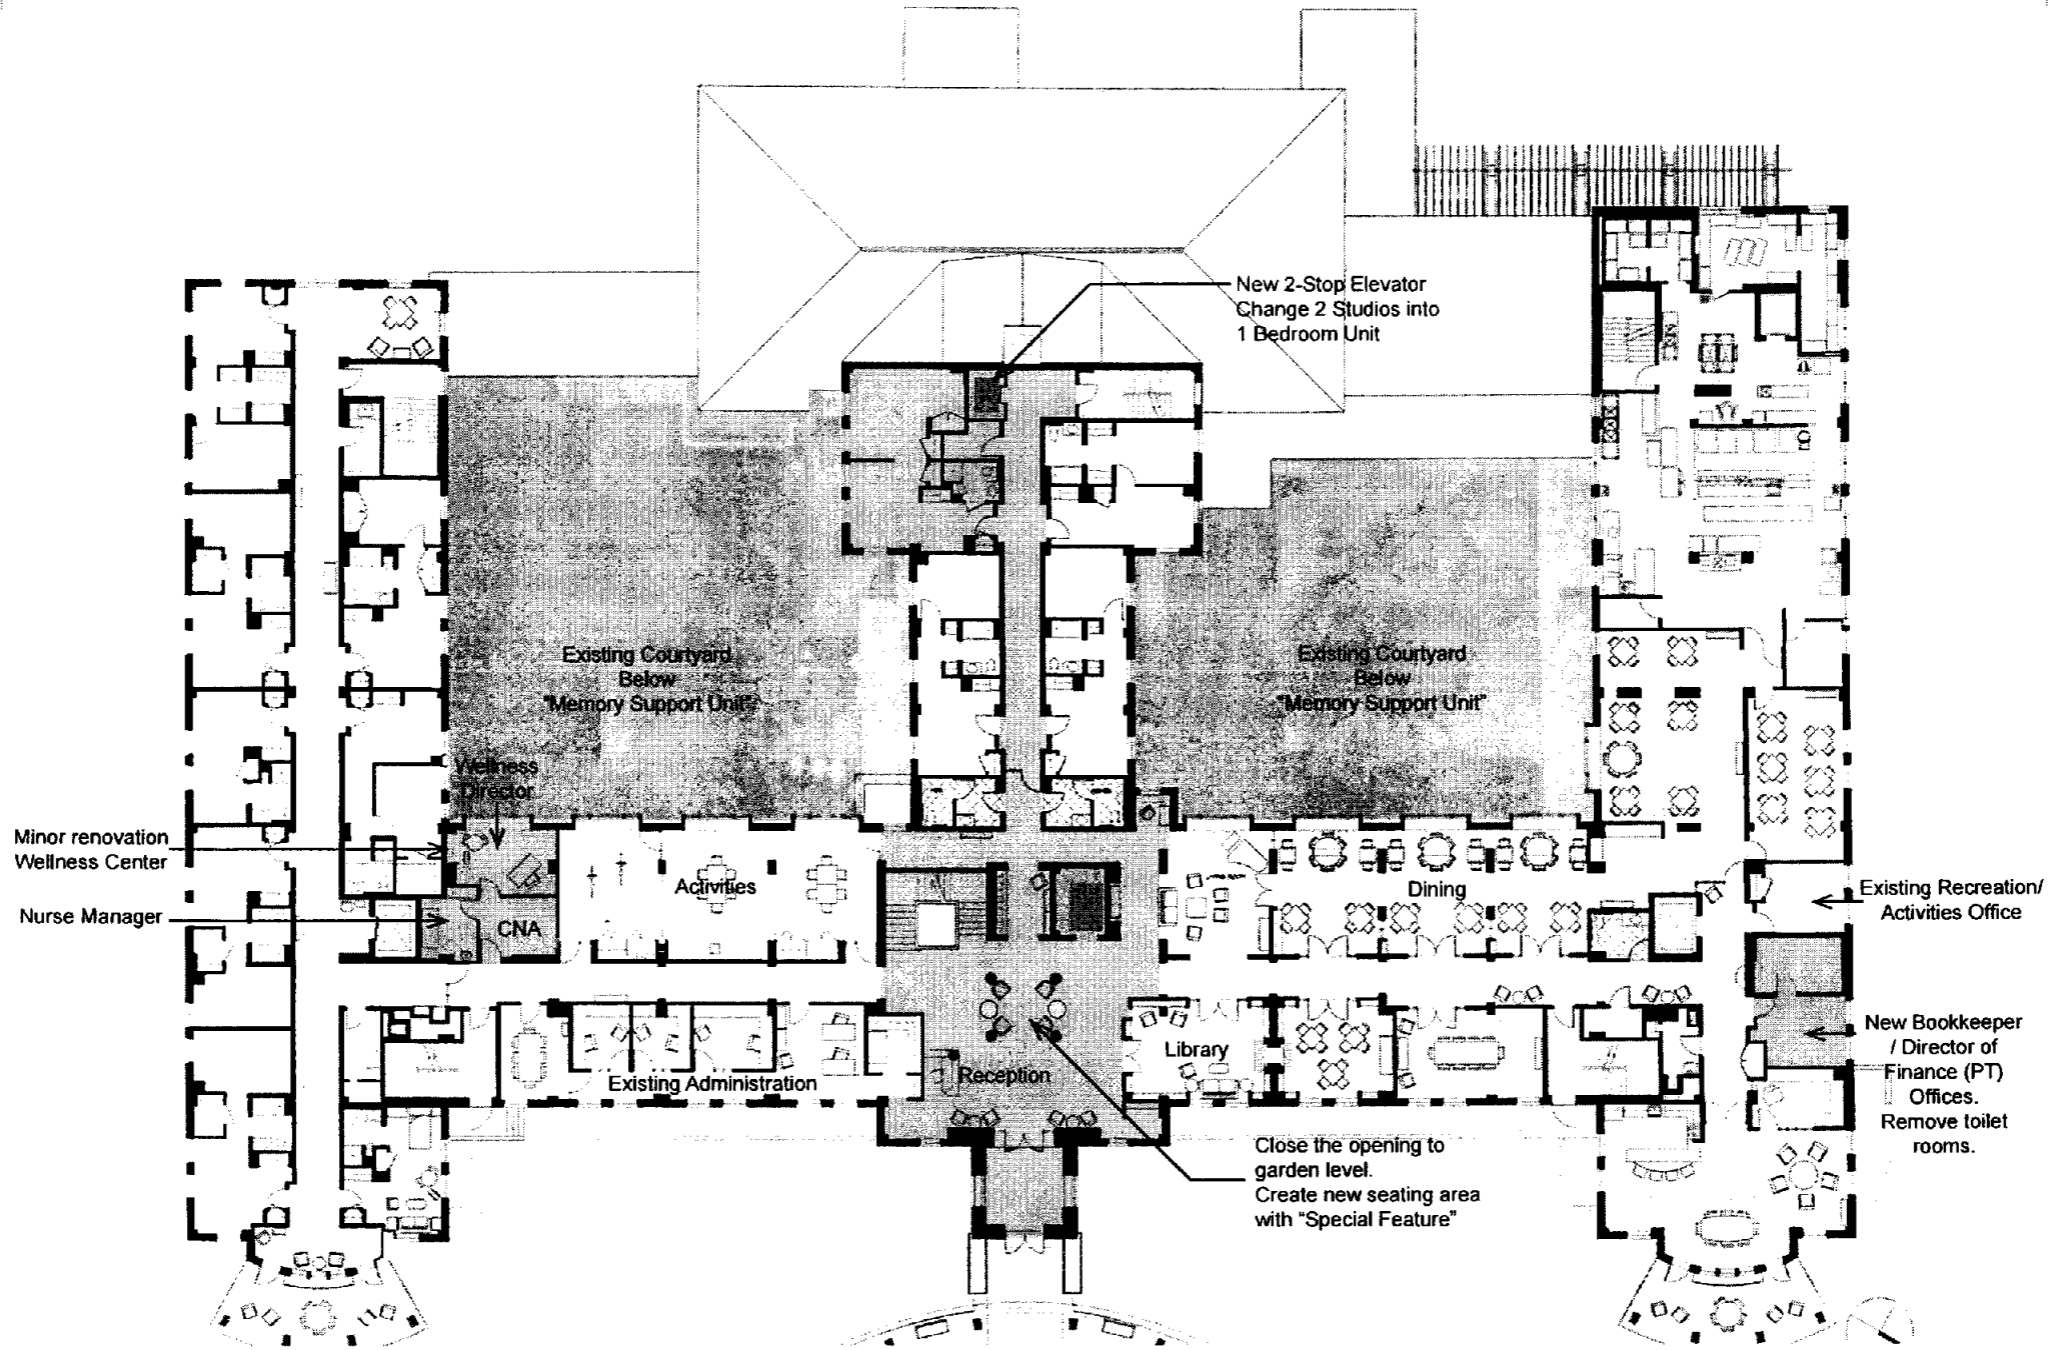 New 2-Stop Elevator
Change 2 Studios into
1 Bedroom Unit
Existing Courtyard
Below
"Memory Support Unit"
Existing Courtyard
Below
"Memory Support Unit"
Wellness
Director
Minor renovation
Wellness Center
Nurse Manager
CNA
Activities
Dining
Existing Recreation/
Activities Office
New Bookkeeper
/ Director of
Finance (PT)
Offices.
Remove toilet
rooms.
Existing Administration
Reception
Library
Close the opening to
garden level.
Create new seating area
with “Special Feature”